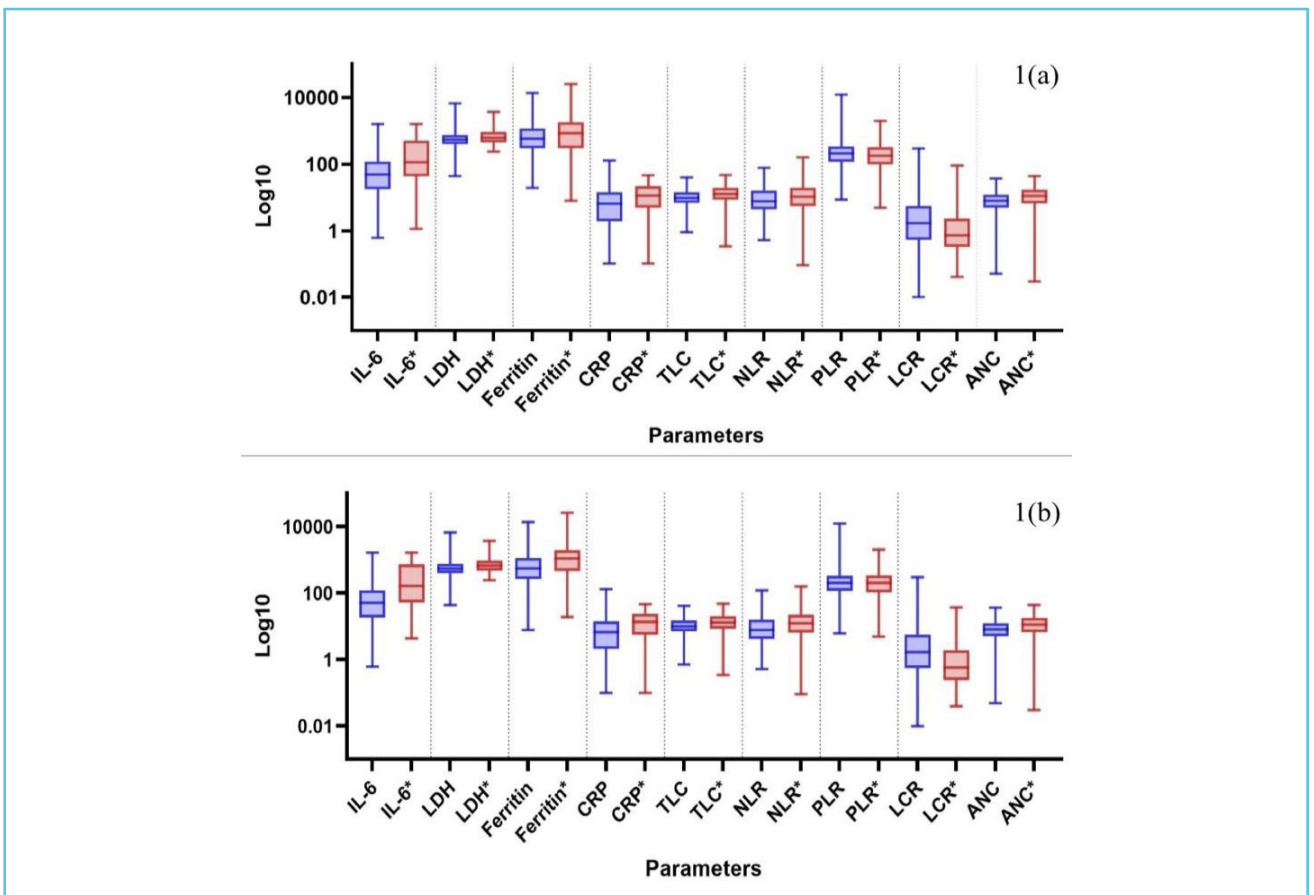 1(a)
10000
100
1
0.01
Log10
IL-6 IL-6* LDH LDH* Ferritin Ferritin* CRP CRP* TLC TLC* NLR NLR* PLR PLR* LCR LCR* ANC ANC*
Parameters
1(b)
10000
100
1
0.01
Log10
IL-6 IL-6* LDH LDH* Ferritin Ferritin* CRP CRP* TLC TLC* NLR NLR* PLR PLR* LCR LCR* ANC ANC*
Parameters